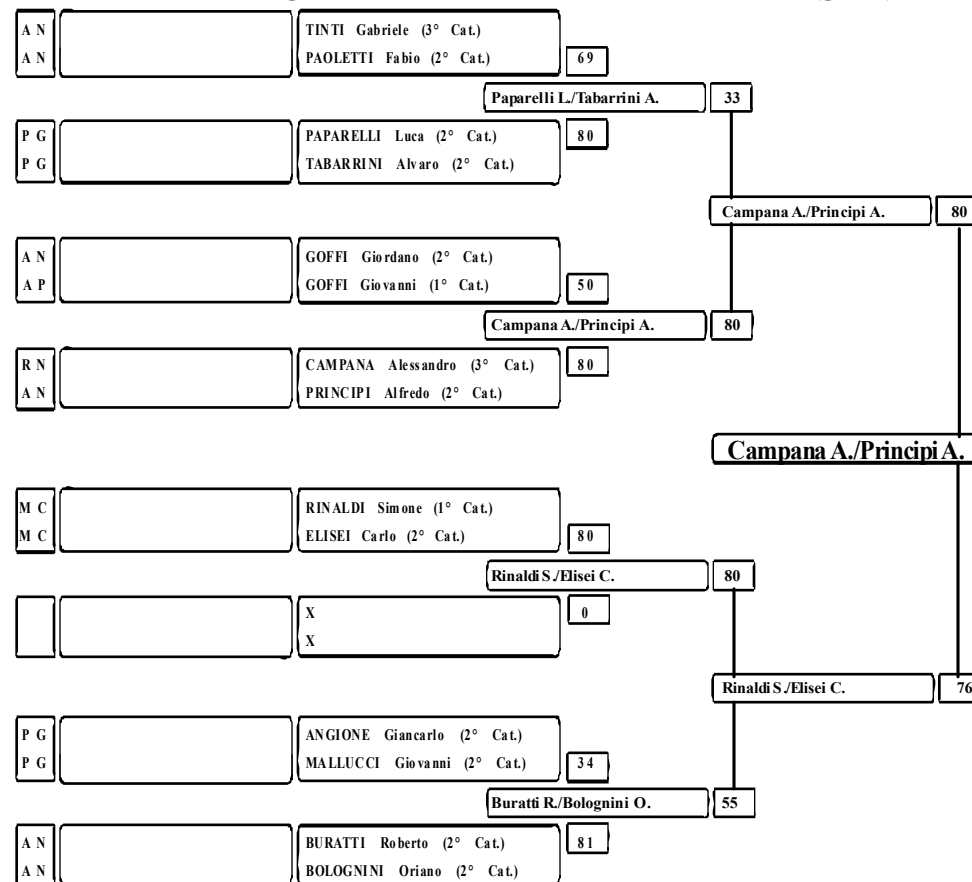 A N TINTI Gabriele (3° Cat.)
A N PAOLETTI Fabio (2° Cat.) 69
Paparelli L./Tabarrini A. 33
P G PAPARELLI Luca (2° Cat.) 80
P G TABARRINI Alvaro (2° Cat.)
Campana A./Principi A. 80
A N GOFFI Giordano (2° Cat.)
A P GOFFI Giovanni (1° Cat.) 50
Campana A./Principi A. 80
R N CAMPANA Alessandro (3° Cat.) 80
A N PRINCIPI Alfredo (2° Cat.)
Campana A./Principi A.
M C RINALDI Simone (1° Cat.)
M C ELISEI Carlo (2° Cat.) 80
Rinaldi S./Elisei C. 80
X 0
X
Rinaldi S./Elisei C. 76
P G ANGIONE Giancarlo (2° Cat.)
P G MALLUCCI Giovanni (2° Cat.) 34
Buratti R./Bolognini O. 55
A N BURATTI Roberto (2° Cat.) 81
A N BOLOGNINI Oriano (2° Cat.)